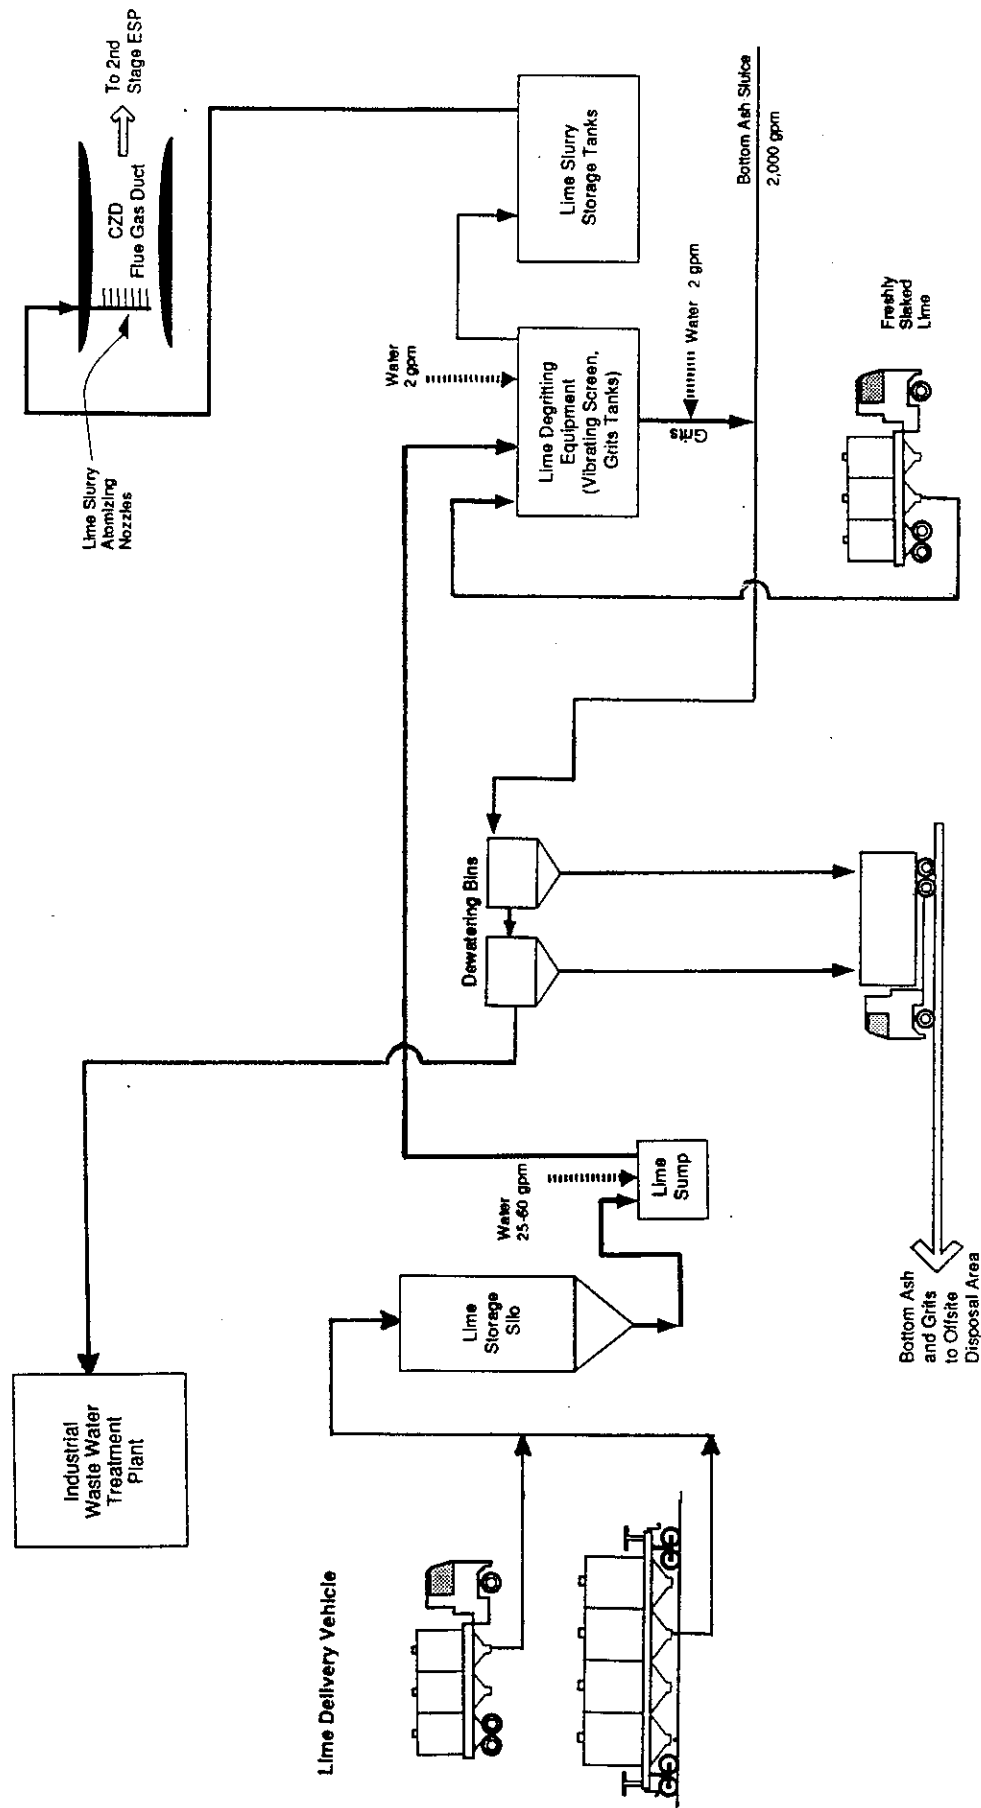 Industrial
Waste Water
Treatment
Plant
Lime Delivery Vehicle
Lime
Storage
Silo
Water
25-60 gpm
Lime
Sump
Dewatering Bins
Bottom Ash
and Grits
to Offsite
Disposal Area
Lime Slurry
Atomizing
Nozzles
CZD
Flue Gas Duct
To 2nd
Stage ESP
Water
2 gpm
Lime Degritting
Equipment
(Vibrating Screen,
Grits Tanks)
Grits
Water 2 gpm
Lime Slurry
Storage Tanks
Bottom Ash Sluice
2,000 gpm
Freshly
Slaked
Lime